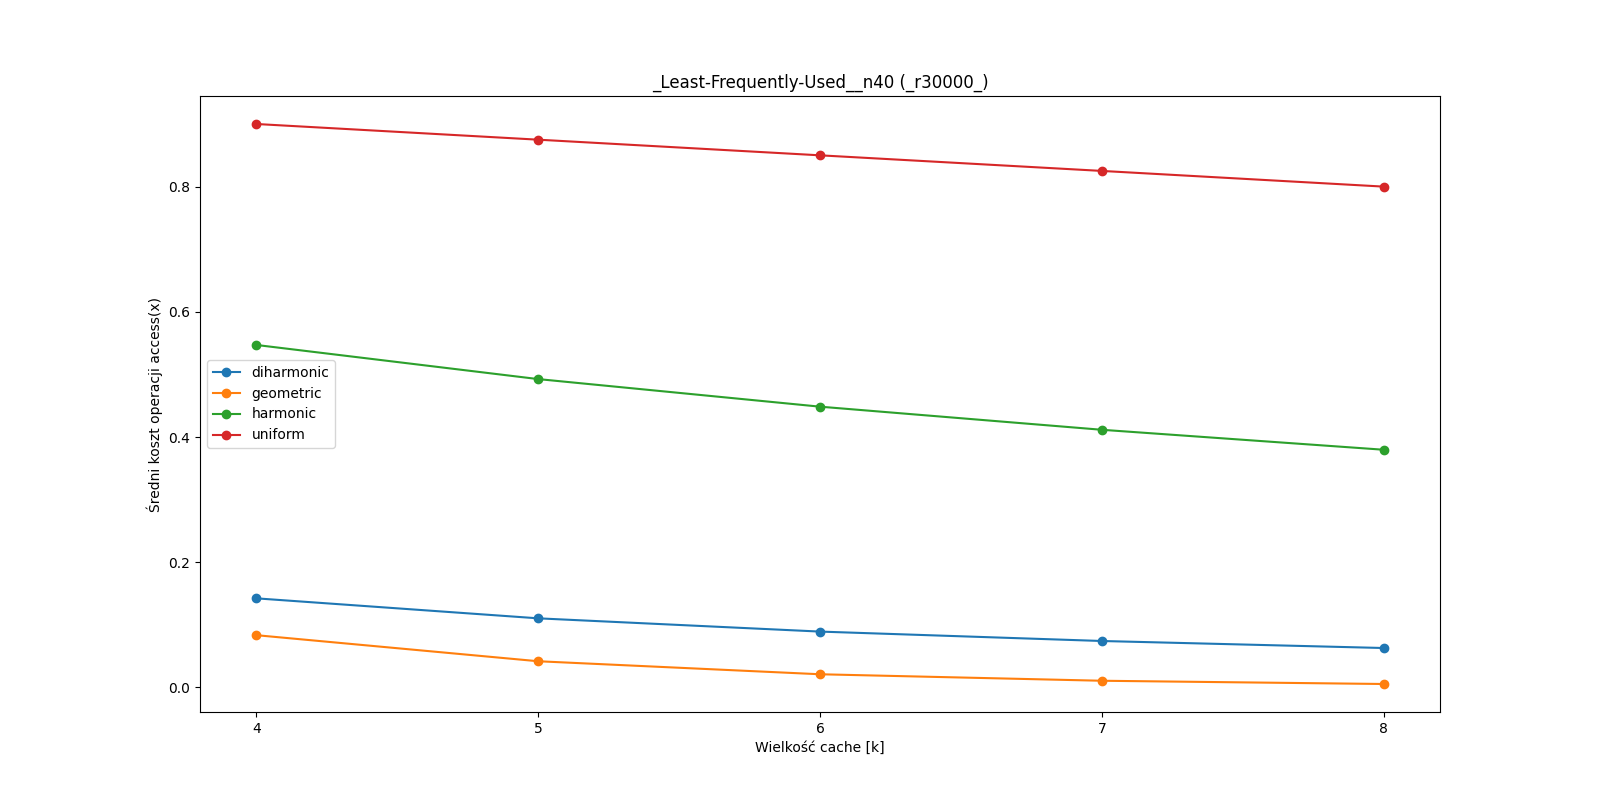 _Least-Frequently-Used__n40 (_r30000_)
0.8
0.6
0.4
0.2
0.0
Średni koszt operacji access(x)
diharmonic
geometric
harmonic
uniform
4 5 6 7 8
Wielkość cache [k]